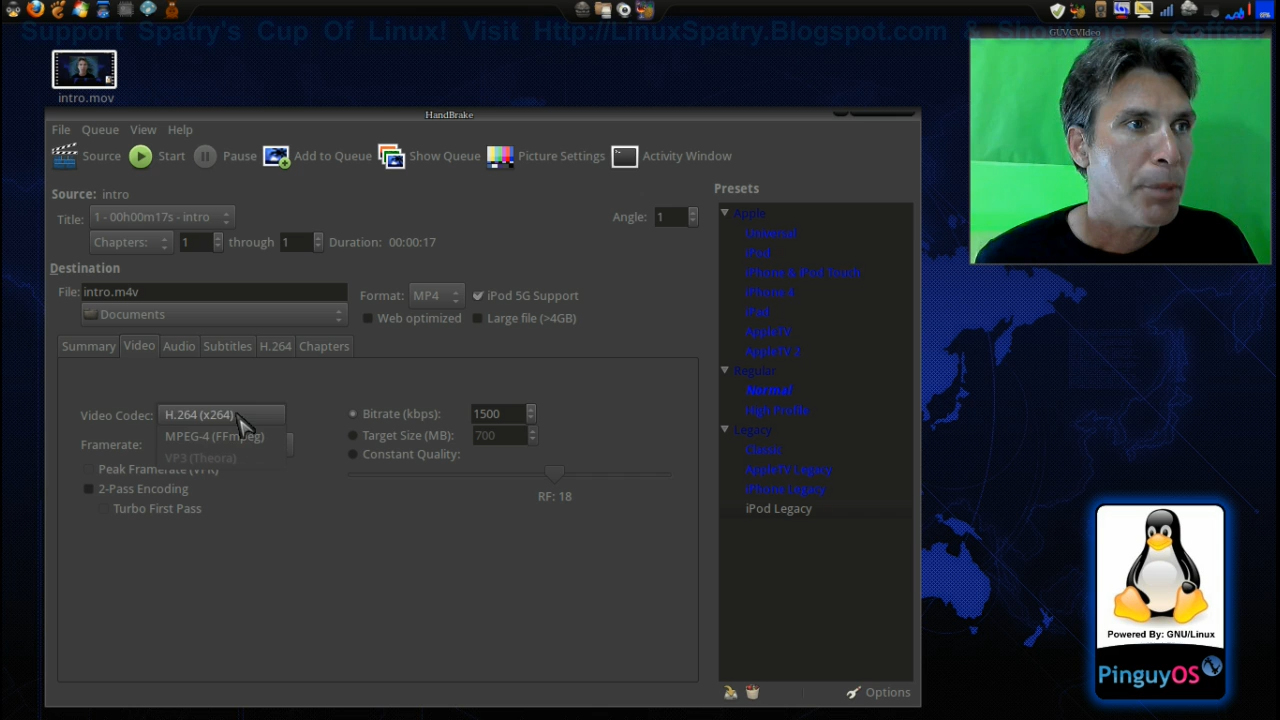 Support Spatry's Cup Of Linux! Visit Http://LinuxSpatry.Blogspot.com &
GUVCVideo
intro.mov
HandBrake
File Queue View Help
Source Start Pause Add to Queue Show Queue Picture Settings Activity Window
Source: intro
Title: 1 - 00h00m17s - intro Angle: 1
Chapters: 1 through 1 Duration: 00:00:17
Destination
File: intro.m4v Format: MP4 iPod 5G Support
Documents Web optimized Large file (>4GB)
Summary Video Audio Subtitles H.264 Chapters
Video Codec: H.264 (x264) Bitrate (kbps): 1500
MPEG-4 (FFmpeg) Target Size (MB): 700
Framerate: VP3 (Theora) Constant Quality:
Peak Framerate (VFR)
2-Pass Encoding RF: 18
Turbo First Pass
Presets
Apple
Universal
iPod
iPhone & iPod Touch
iPhone 4
iPad
AppleTV
AppleTV 2
Regular
Normal
High Profile
Legacy
Classic
AppleTV Legacy
iPhone Legacy
iPod Legacy
Options
Powered By: GNU/Linux
PinguyOS